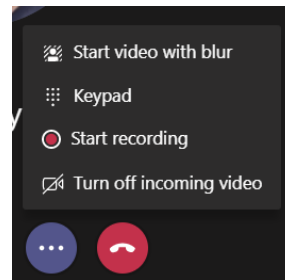 Start video with blur
Keypad
Start recording
Turn off incoming video